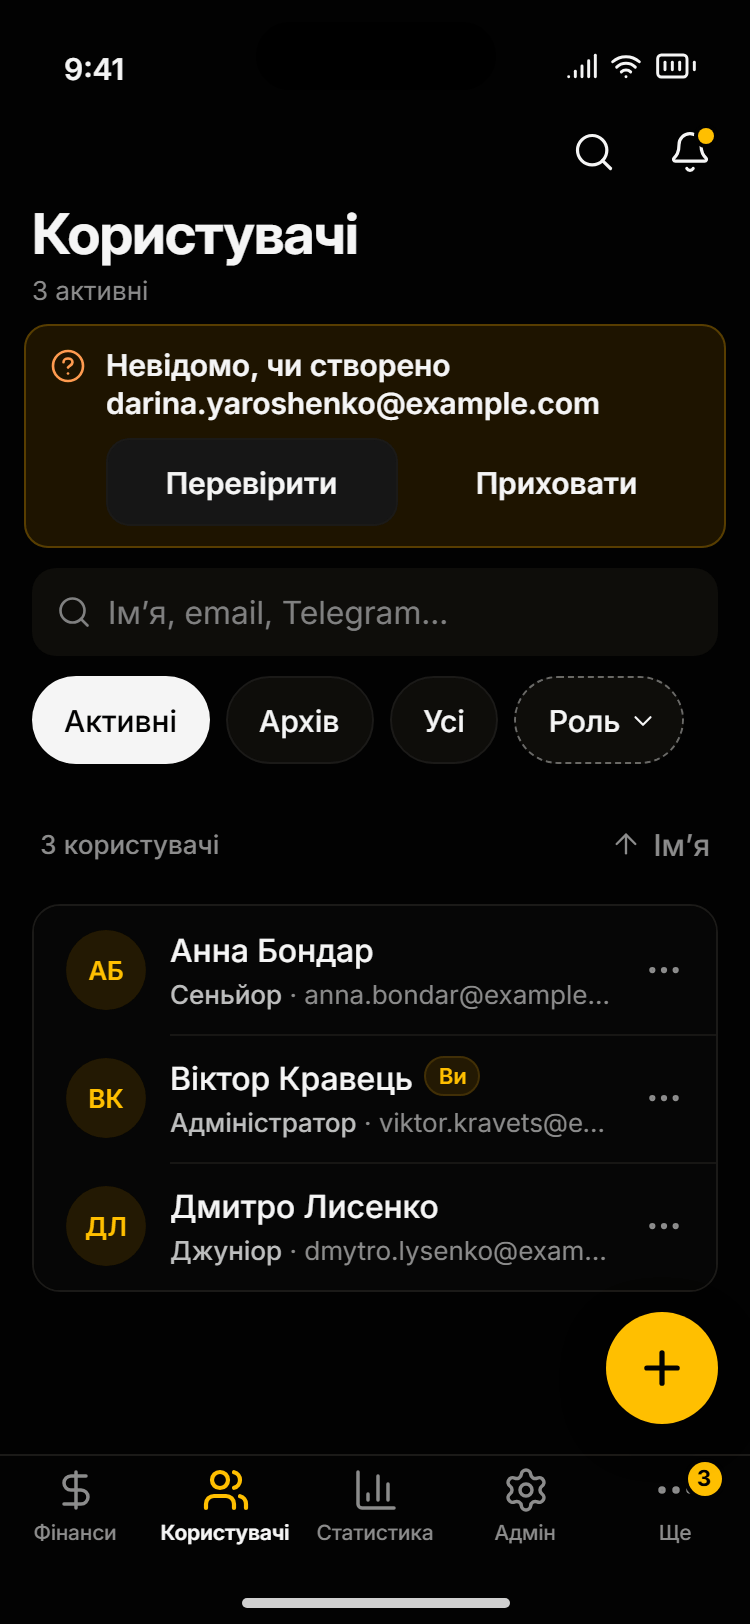 9:41
Користувачі
3 активні
Невідомо, чи створено
darina.yaroshenko@example.com
Перевірити Приховати
Ім’я, email, Telegram...
Активні Архів Усі Роль
3 користувачі ↑ Ім’я
АБ Анна Бондар
Сеньйор · anna.bondar@example...
ВК Віктор Кравець Ви
Адміністратор · viktor.kravets@e...
ДЛ Дмитро Лисенко
Джуніор · dmytro.lysenko@exam...
3
Фінанси Користувачі Статистика Адмін Ще